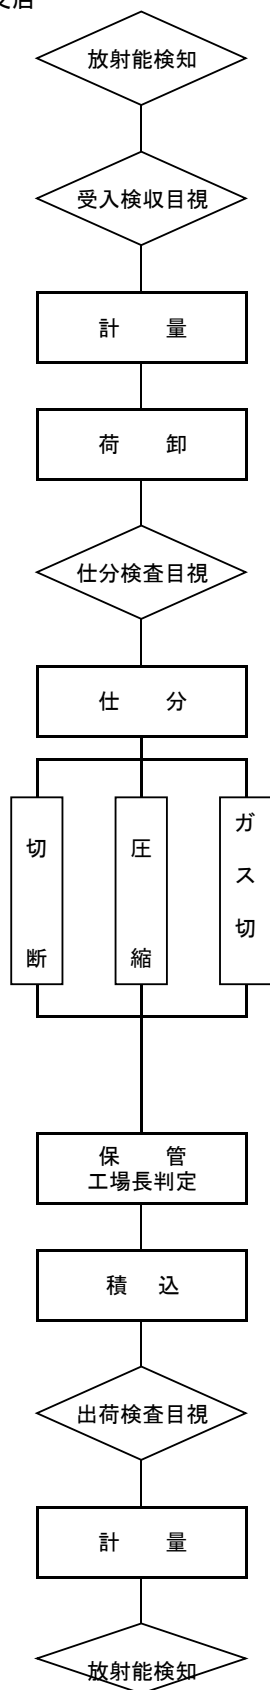 放射能検知
受入検収目視
計　量
荷　卸
仕分検査目視
仕　分
切断
圧縮
ガス切
保　管
工場長判定
積　込
出荷検査目視
計　量
放射能検知